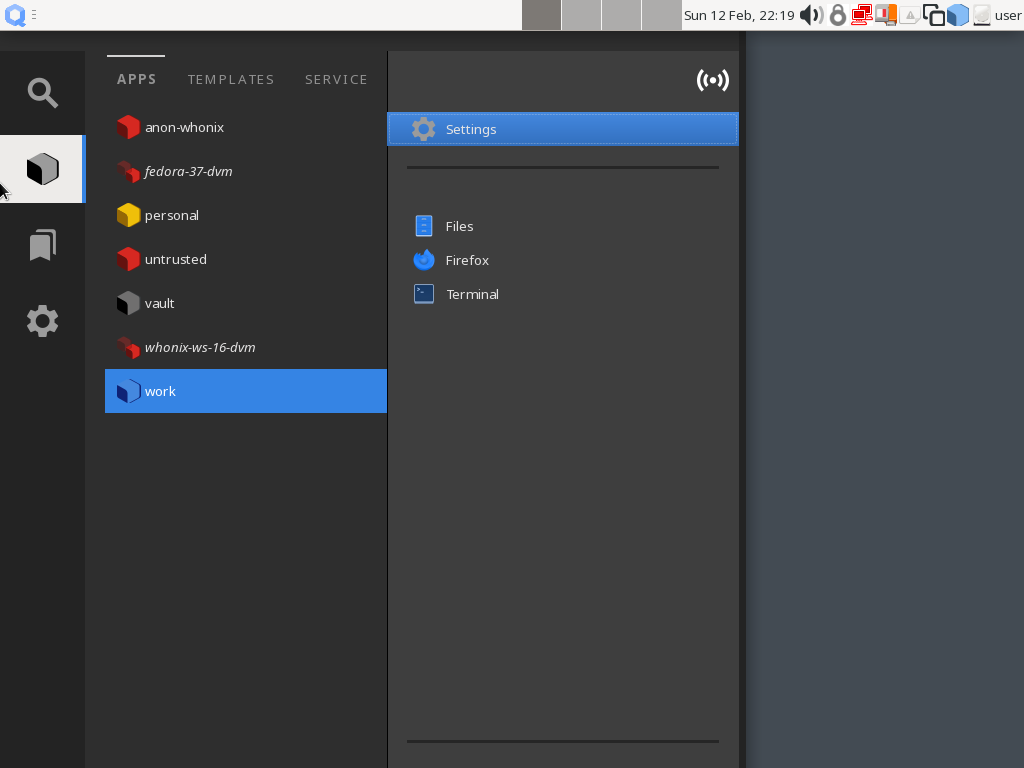 Sun 12 Feb, 22:19 user
APPS TEMPLATES SERVICE
anon-whonix
fedora-37-dvm
personal
untrusted
vault
whonix-ws-16-dvm
work
Settings
Files
Firefox
Terminal